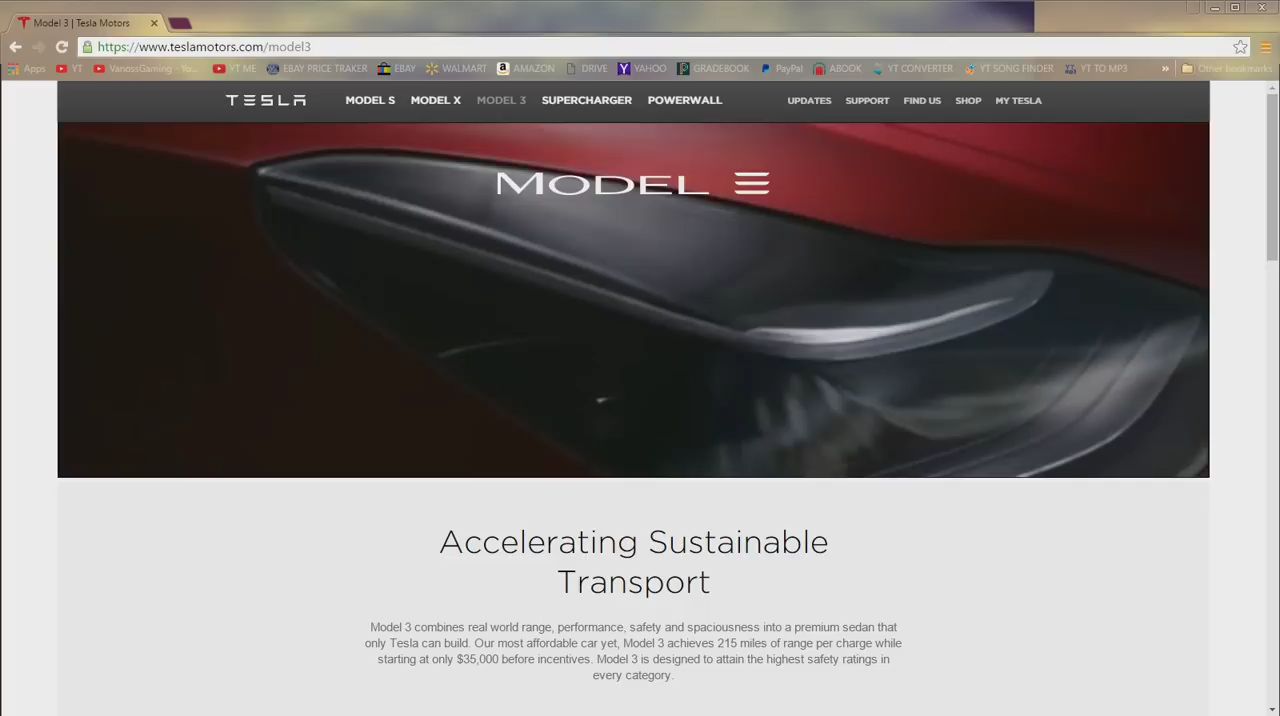 Model 3 | Tesla Motors
https://www.teslamotors.com/model3
Apps YT VanossGaming - Yo... YT ME EBAY PRICE TRAKER EBAY WALMART AMAZON DRIVE YAHOO GRADEBOOK PayPal ABOOK YT CONVERTER YT SONG FINDER YT TO MP3 » Other bookmarks
TESLA MODEL S MODEL X MODEL 3 SUPERCHARGER POWERWALL UPDATES SUPPORT FIND US SHOP MY TESLA
MODEL ☰
Accelerating Sustainable
Transport
Model 3 combines real world range, performance, safety and spaciousness into a premium sedan that
only Tesla can build. Our most affordable car yet, Model 3 achieves 215 miles of range per charge while
starting at only $35,000 before incentives. Model 3 is designed to attain the highest safety ratings in
every category.